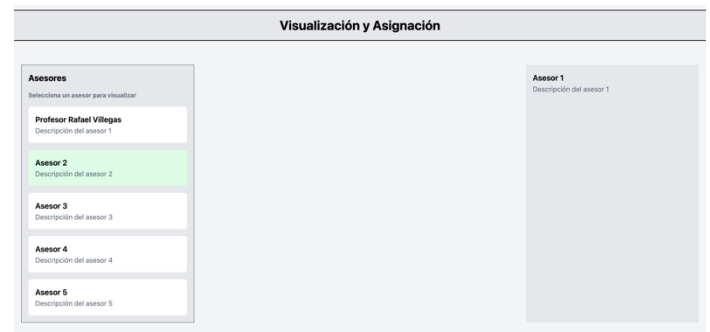 Visualización y Asignación
Asesores
Selecciona un asesor para visualizar
Profesor Rafael Villegas
Descripción del asesor 1
Asesor 2
Descripción del asesor 2
Asesor 3
Descripción del asesor 3
Asesor 4
Descripción del asesor 4
Asesor 5
Descripción del asesor 5
Asesor 1
Descripción del asesor 1